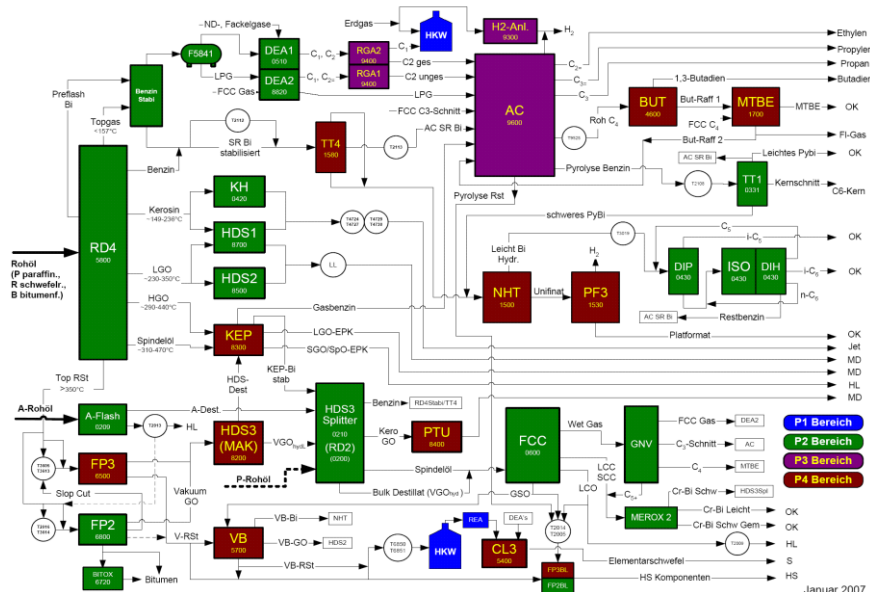 ND-, Fackelgase
Erdgas
HKW
H2-Anl.
9300
H2
Ethylen
Propylen
Propan
Butadien
F5841
DEA1
0510
C1, C2
RGA2
9400
C1
C2 ges
C2=
C3=
C3
Benzin
Stabi
LPG
DEA2
8820
C1, C2=
RGA1
9400
C2 unges
FCC Gas
LPG
1,3-Butadien
Preflash
Bi
Topgas
<157°C
AC
9600
FCC C3-Schnitt
Roh
C4
BUT
4600
But-Raff 1
MTBE
1700
MTBE
OK
FCC
C4
But-Raff 2
Fl-Gas
T2112
SR Bi
stabilisiert
TT4
1560
T2110
AC SR Bi
Benzin
AC SR Bi
Leichtes Pybi
OK
Pyrolyse Benzin
TT1
0331
Kernschnitt
C6-Kern
Pyrolyse Rst
schweres PyBi
RD4
5800
Kerosin
~140-236°C
KH
0420
HDS1
8700
LGO
~230-350°C
HDS2
0500
LL
Rohöl
(P paraffin.,
R schwefelr.,
B bitumenf.)
Leicht Bi
Hydr.
H2
C5
i-C5
OK
DIP
0430
ISO
0430
DIH
0430
i-C6
OK
n-C6
NHT
1500
Unifinat
PF3
1530
AC SR Bi
Restbenzin
HGO
~290-440°C
Gasbenzin
Platformat
OK
Spindelöl
~310-470°C
KEP
8300
LGO-EPK
SGO/SpO-EPK
Jet
MD
MD
HL
MD
KEP-Bi
stab
Top RSt
>350°C
HDS-
Dest
A-Rohöl
A-Flash
0209
T2813
HL
A-Dest.
HDS3
(MAK)
8200
VGOhydt.
HDS3
Splitter
0210
(RD2)
(0200)
Benzin
RD4Stabi/TT4
Kero
GO
PTU
8400
FCC
0600
Wet Gas
GNV
FCC Gas
DEA2
C3-Schnitt
AC
C4
MTBE
C5=
P1 Bereich
P2 Bereich
P3 Bereich
P4 Bereich
FP3
6500
P-Rohöl
Spindelöl
Bulk Destillat (VGOhyd)
LCC
SCC
LCO
GSO
Cr-Bi Schw
HDS3Spl
Slop Cut
Vakuum
GO
FP2
6800
V-RSt
VB
5700
VB-Bi
NHT
VB-GO
HDS2
VB-RSt
MEROX 2
Cr-Bi Leicht
OK
Cr-Bi Schw Gem
OK
HL
BITOX
6720
Bitumen
HKW
REA
DEA's
CL3
5400
Elementarschwefel
S
FP3BL
FP2BL
HS Komponenten
HS
Januar 2007